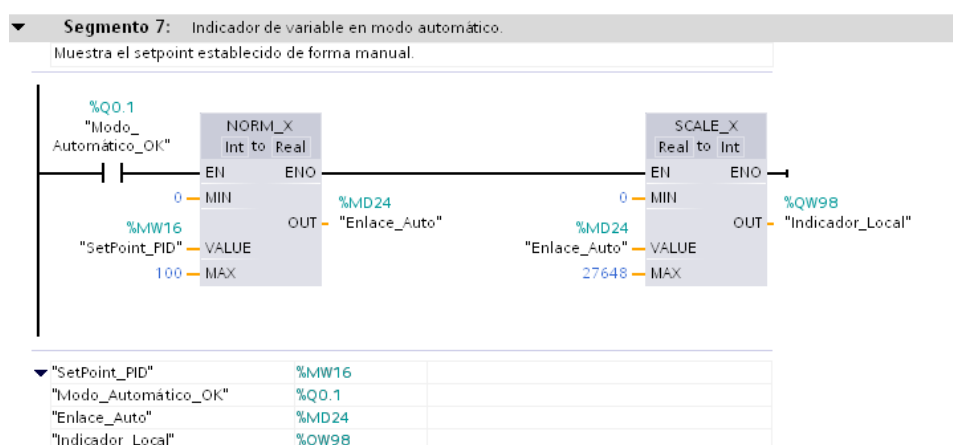 Segmento 7: Indicador de variable en modo automático.
Muestra el setpoint establecido de forma manual.
%Q0.1
"Modo_
Automático_OK"
NORM_X
Int to Real
EN ENO
0 MIN
%MD24
OUT "Enlace_Auto"
%MW16
"SetPoint_PID" VALUE
100 MAX
SCALE_X
Real to Int
EN ENO
0 MIN
%QW98
OUT "Indicador_Local"
%MD24
"Enlace_Auto" VALUE
27648 MAX
"SetPoint_PID" %MW16
"Modo_Automático_OK" %Q0.1
"Enlace_Auto" %MD24
"Indicador_Local" %QW98